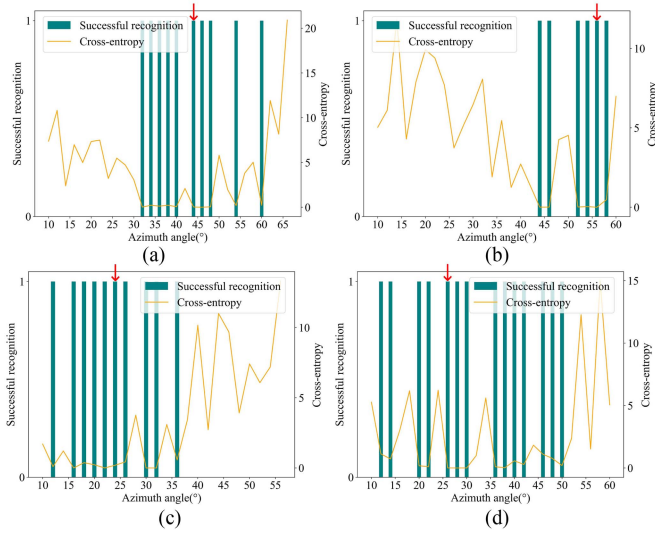 Successful recognition
Cross-entropy
1
0
Successful recognition
20
15
10
5
0
Cross-entropy
10 15 20 25 30 35 40 45 50 55 60 65
Azimuth angle(°)
(a)
Successful recognition
Cross-entropy
1
0
Successful recognition
10
5
0
Cross-entropy
10 15 20 25 30 35 40 45 50 55 60
Azimuth angle(°)
(b)
Successful recognition
Cross-entropy
1
0
Successful recognition
10
5
0
Cross-entropy
10 15 20 25 30 35 40 45 50 55
Azimuth angle(°)
(c)
Successful recognition
Cross-entropy
1
0
Successful recognition
15
10
5
0
Cross-entropy
10 15 20 25 30 35 40 45 50 55 60
Azimuth angle(°)
(d)